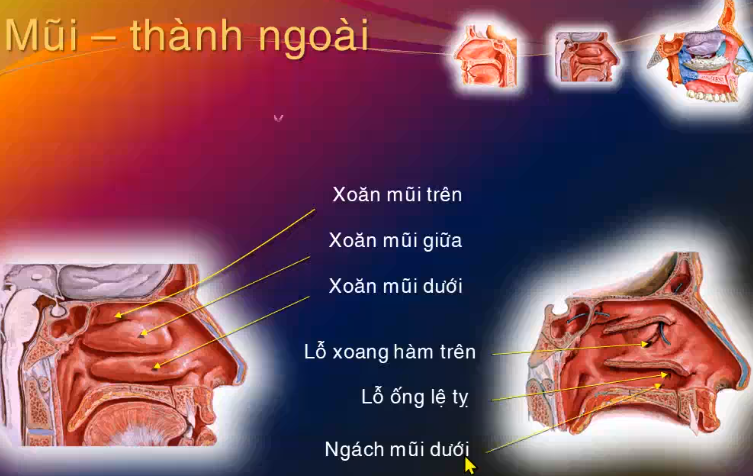 Mũi – thành ngoài
Xoăn mũi trên
Xoăn mũi giữa
Xoăn mũi dưới
Lỗ xoang hàm trên
Lỗ ống lệ tỵ
Ngách mũi dưới